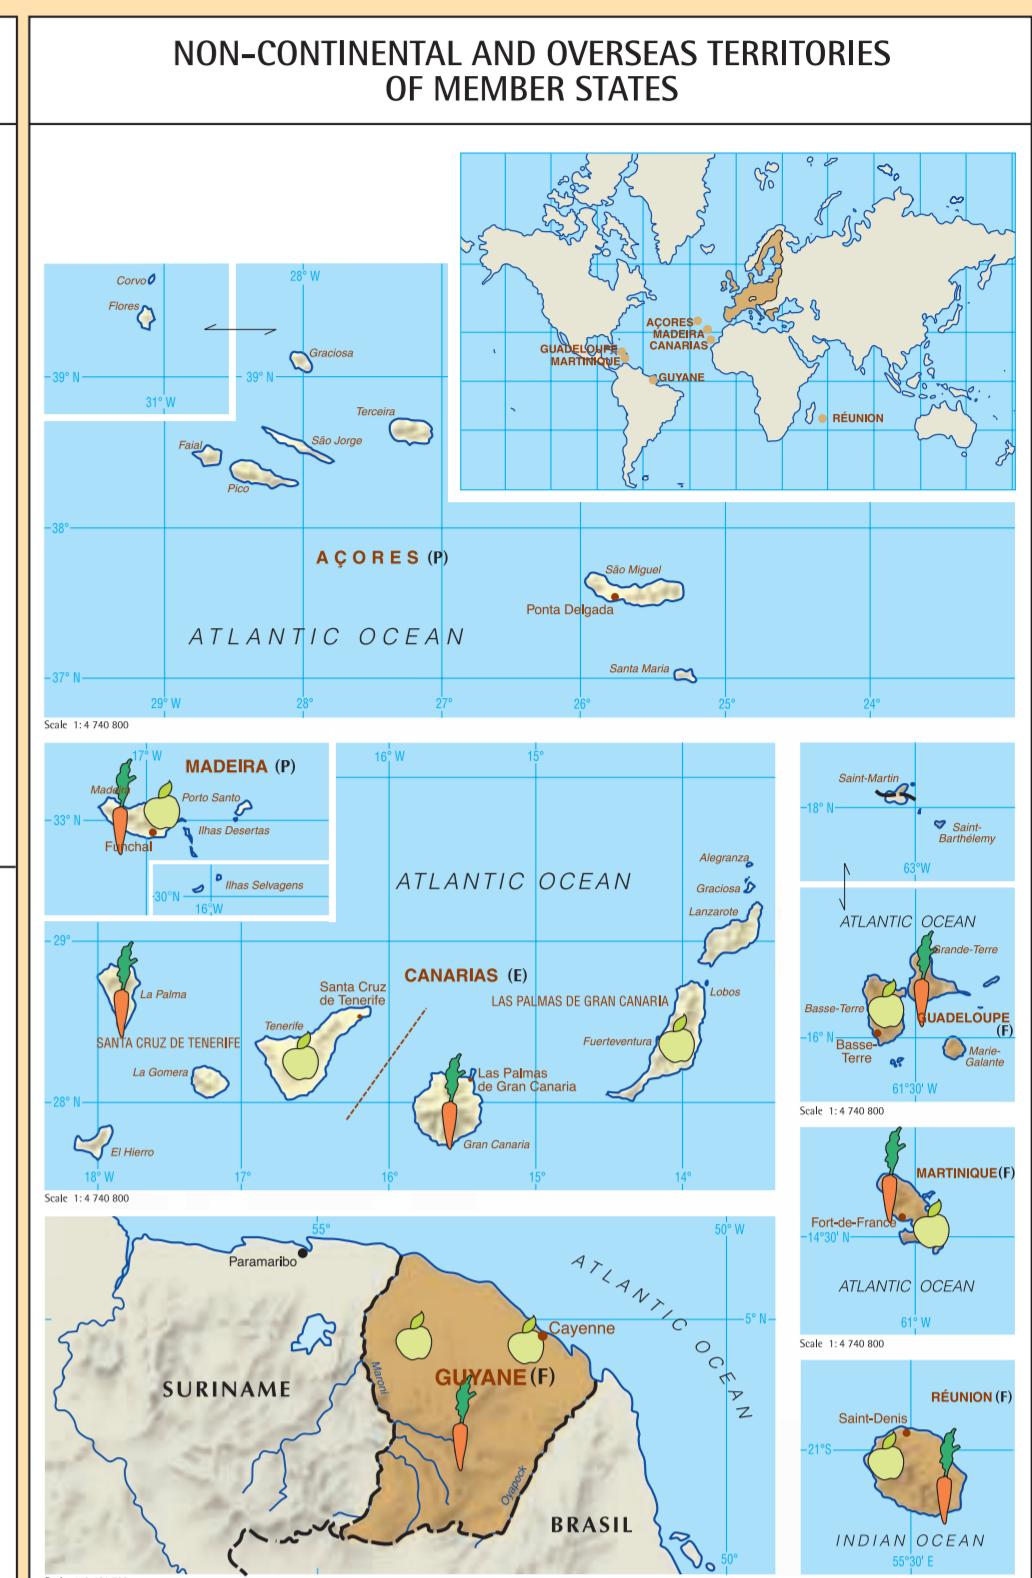 NON-CONTINENTAL AND OVERSEAS TERRITORIES
OF MEMBER STATES
AÇORES
MADEIRA
CANARIAS
GUADELOUPE
MARTINIQUE
GUYANE
RÉUNION
Corvo
Flores
39° N
31° W
28° W
Graciosa
39° N
Terceira
Faial
São Jorge
Pico
38°
AÇORES (P)
São Miguel
Ponta Delgada
ATLANTIC OCEAN
Santa Maria
37° N
29° W
28°
27°
26°
25°
24°
Scale 1: 4 740 800
17° W
MADEIRA (P)
Madeira
Porto Santo
33° N
Ilhas Desertas
Funchal
Ilhas Selvagens
30°N
16°W
16° W
15°
ATLANTIC OCEAN
Alegranza
Graciosa
Lanzarote
29°
CANARIAS (E)
La Palma
Santa Cruz
de Tenerife
LAS PALMAS DE GRAN CANARIA
Lobos
Tenerife
SANTA CRUZ DE TENERIFE
Fuerteventura
La Gomera
Las Palmas
de Gran Canaria
28° N
Gran Canaria
El Hierro
18° W
17°
16°
15°
14°
Scale 1: 4 740 800
Saint-Martin
18° N
Saint-
Barthélemy
63°W
ATLANTIC OCEAN
Grande-Terre
Basse-Terre
GUADELOUPE
(F)
16° N
Basse-
Terre
Marie-
Galante
61°30' W
Scale 1: 4 740 800
MARTINIQUE (F)
Fort-de-France
14°30' N
ATLANTIC OCEAN
61° W
Scale 1: 4 740 800
55°
50° W
Paramaribo
ATLANTIC OCEAN
5° N
Cayenne
GUYANE (F)
Maroni
SURINAME
Oyapock
BRASIL
50°
RÉUNION (F)
Saint-Denis
21°S
INDIAN OCEAN
55°30' E